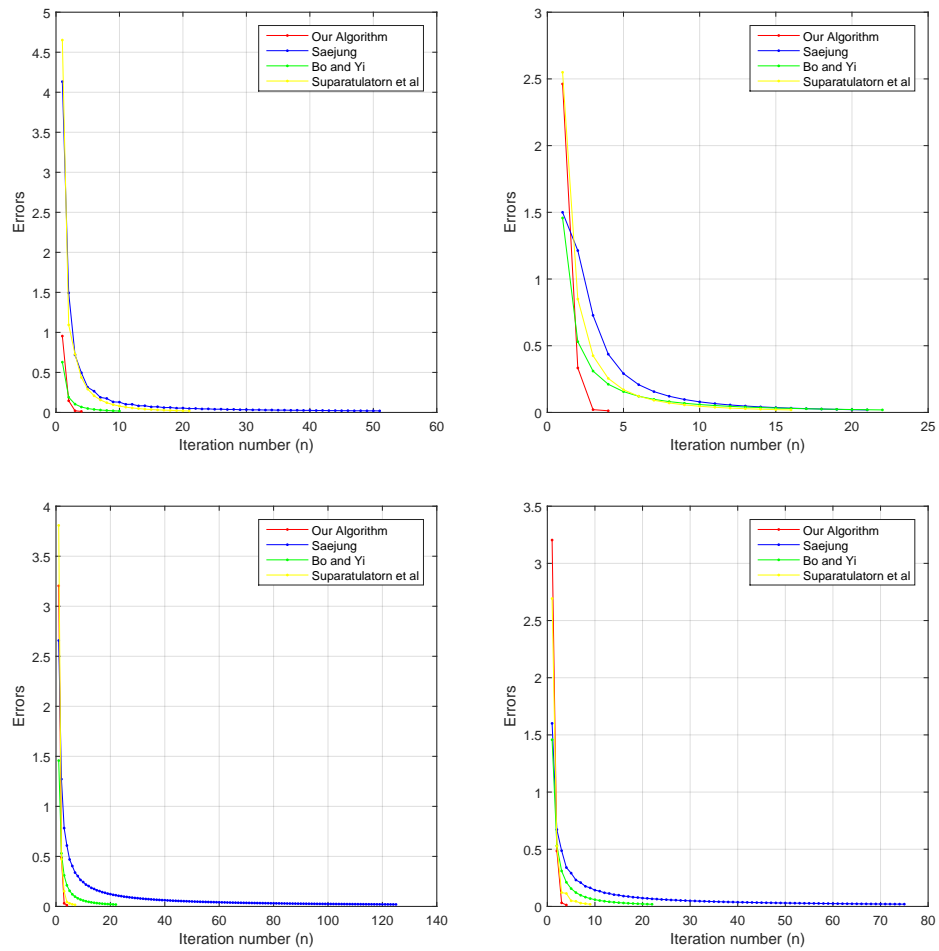 5
4.5
4
3.5
3
2.5
2
1.5
1
0.5
0
0 10 20 30 40 50 60
Errors
Iteration number (n)
Our Algorithm
Saejung
Bo and Yi
Suparatulatorn et al
3
2.5
2
1.5
1
0.5
0
0 5 10 15 20 25
Errors
Iteration number (n)
Our Algorithm
Saejung
Bo and Yi
Suparatulatorn et al
4
3.5
3
2.5
2
1.5
1
0.5
0
0 20 40 60 80 100 120 140
Errors
Iteration number (n)
Our Algorithm
Saejung
Bo and Yi
Suparatulatorn et al
3.5
3
2.5
2
1.5
1
0.5
0
0 10 20 30 40 50 60 70 80
Errors
Iteration number (n)
Our Algorithm
Saejung
Bo and Yi
Suparatulatorn et al